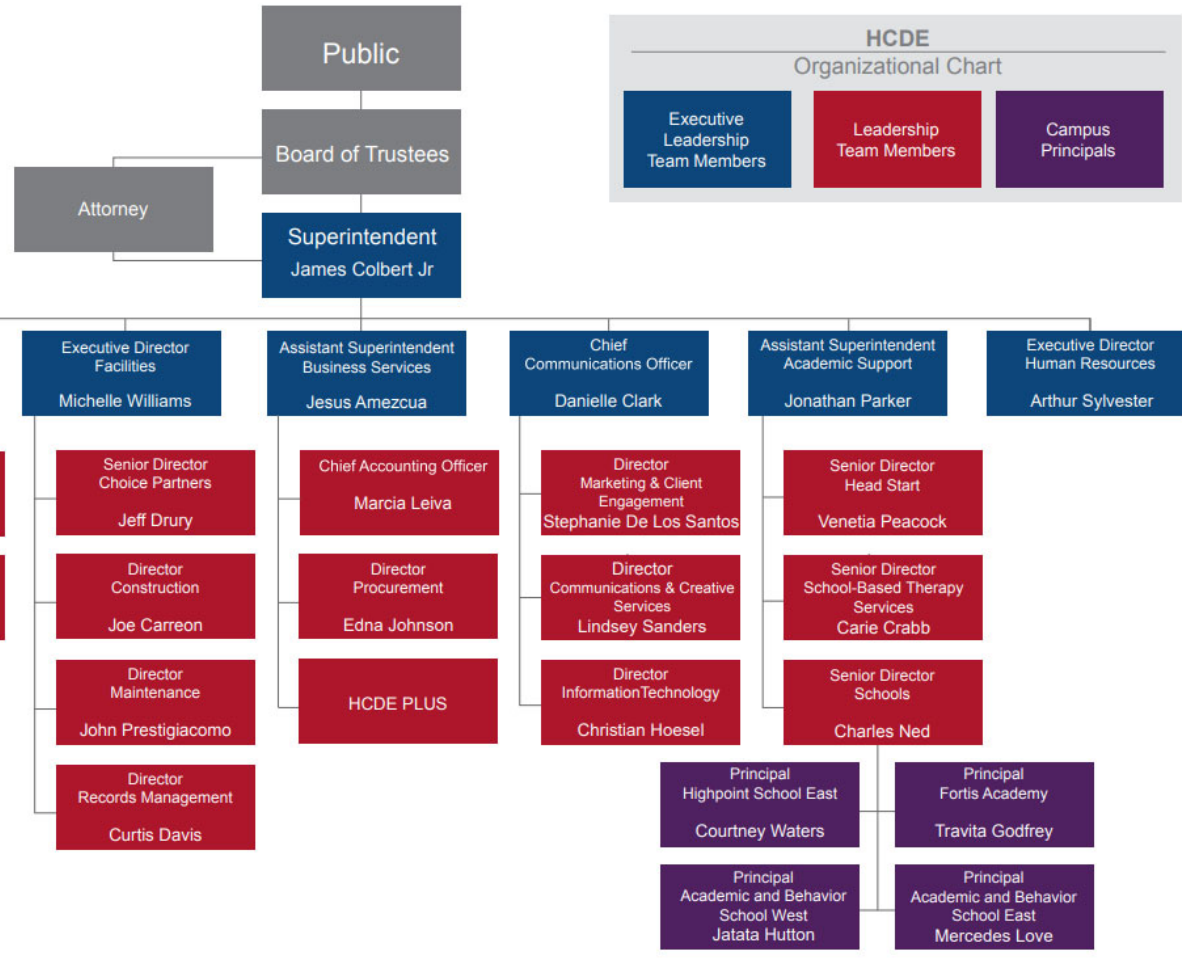 Public
HCDE
Organizational Chart
Executive
Leadership
Team Members
Leadership
Team Members
Campus
Principals
Board of Trustees
Attorney
Superintendent
James Colbert Jr
Executive Director
Facilities
Michelle Williams
Assistant Superintendent
Business Services
Jesus Amezcua
Chief
Communications Officer
Danielle Clark
Assistant Superintendent
Academic Support
Jonathan Parker
Executive Director
Human Resources
Arthur Sylvester
Senior Director
Choice Partners
Jeff Drury
Chief Accounting Officer
Marcia Leiva
Director
Marketing & Client
Engagement
Stephanie De Los Santos
Senior Director
Head Start
Venetia Peacock
Director
Construction
Joe Carreon
Director
Procurement
Edna Johnson
Director
Communications & Creative
Services
Lindsey Sanders
Senior Director
School-Based Therapy
Services
Carie Crabb
Director
Maintenance
John Prestigiacomo
HCDE PLUS
Director
InformationTechnology
Christian Hoesel
Senior Director
Schools
Charles Ned
Director
Records Management
Curtis Davis
Principal
Highpoint School East
Courtney Waters
Principal
Fortis Academy
Travita Godfrey
Principal
Academic and Behavior
School West
Jatata Hutton
Principal
Academic and Behavior
School East
Mercedes Love